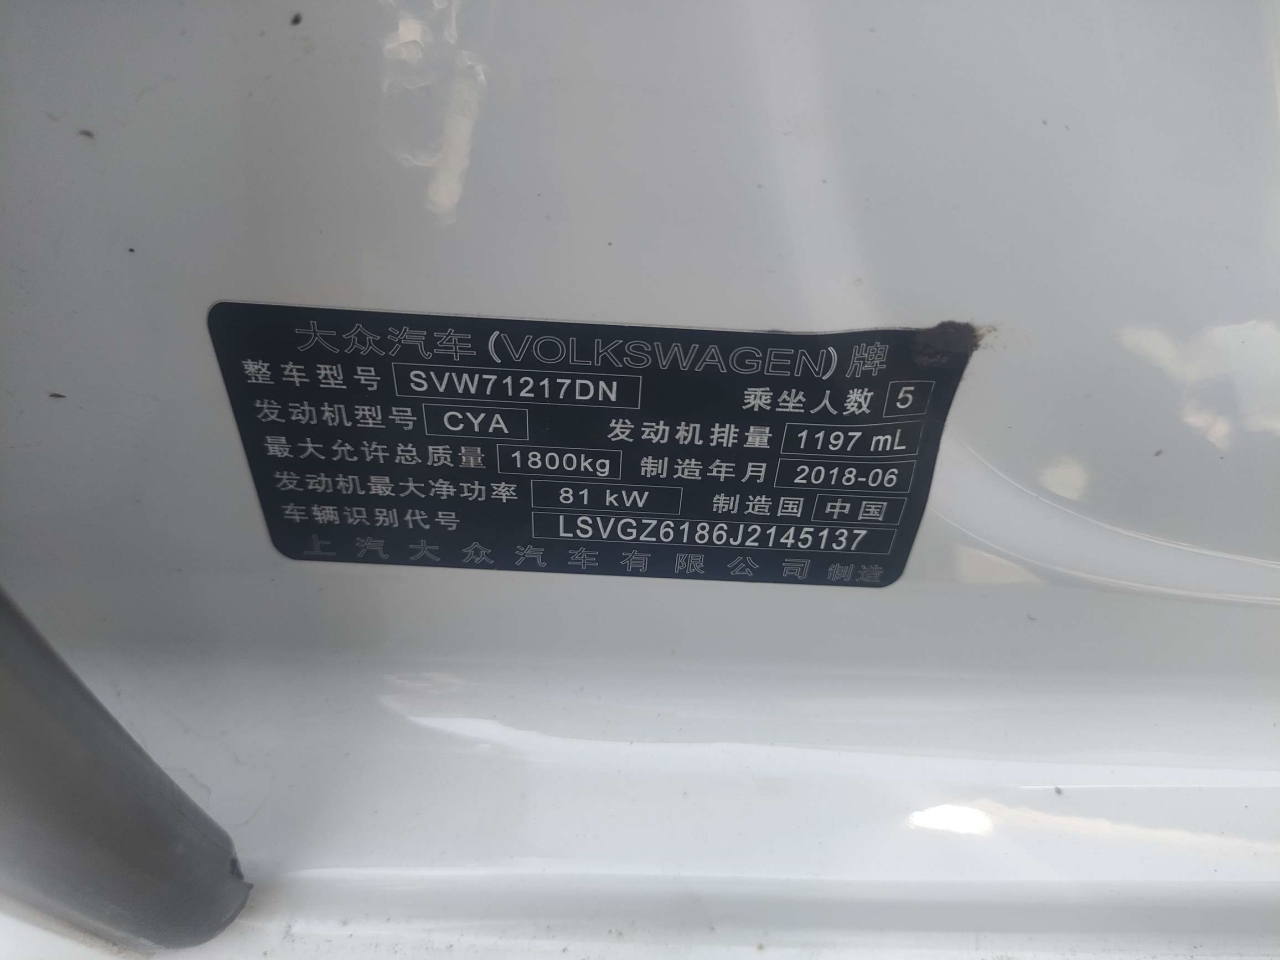 大众汽车(VOLKSWAGEN)牌
整车型号 SVW71217DN 乘坐人数 5
发动机型号 CYA 发动机排量 1197 mL
最大允许总质量 1800kg 制造年月 2018-06
发动机最大净功率 81 kW 制造国 中国
车辆识别代号 LSVGZ6186J2145137
上汽大众汽车有限公司 制造